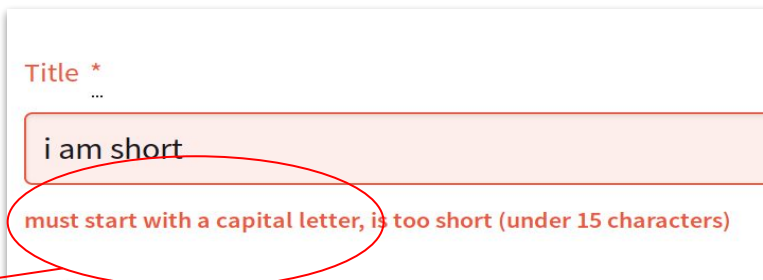 Title *
i am short
must start with a capital letter, is too short (under 15 characters)